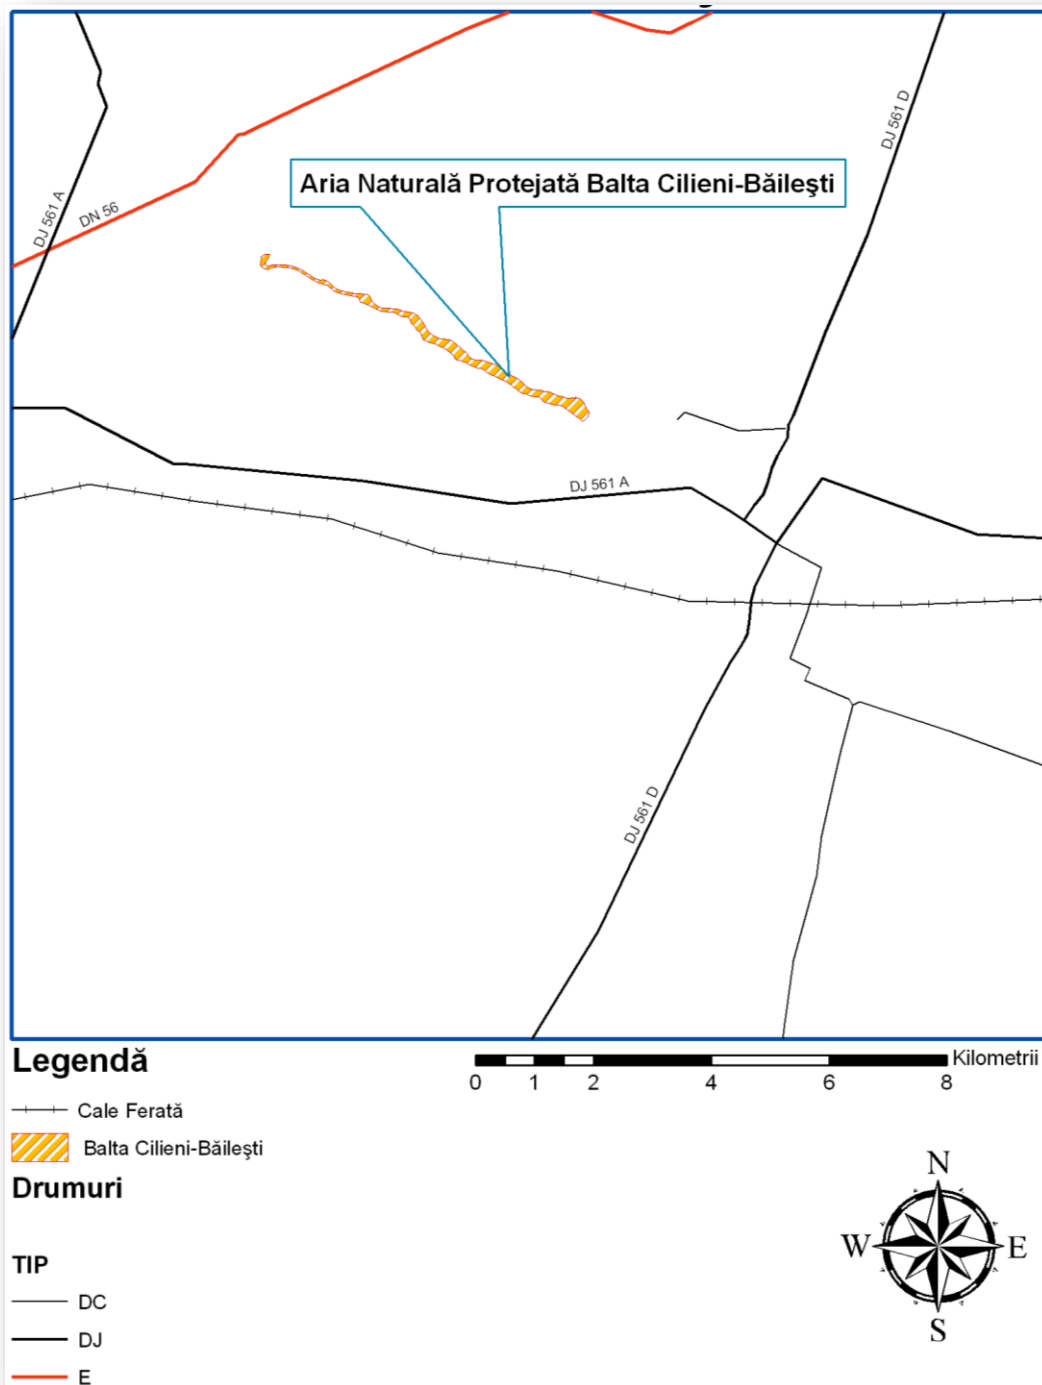 DJ 561 D
Aria Naturală Protejată Balta Cilieni-Băileşti
DJ 561 A
DN 56
DJ 561 A
DJ 561 D
Legendă
Kilometrii
0 1 2 4 6 8
Cale Ferată
Balta Cilieni-Băileşti
Drumuri
N
W E
S
TIP
DC
DJ
E